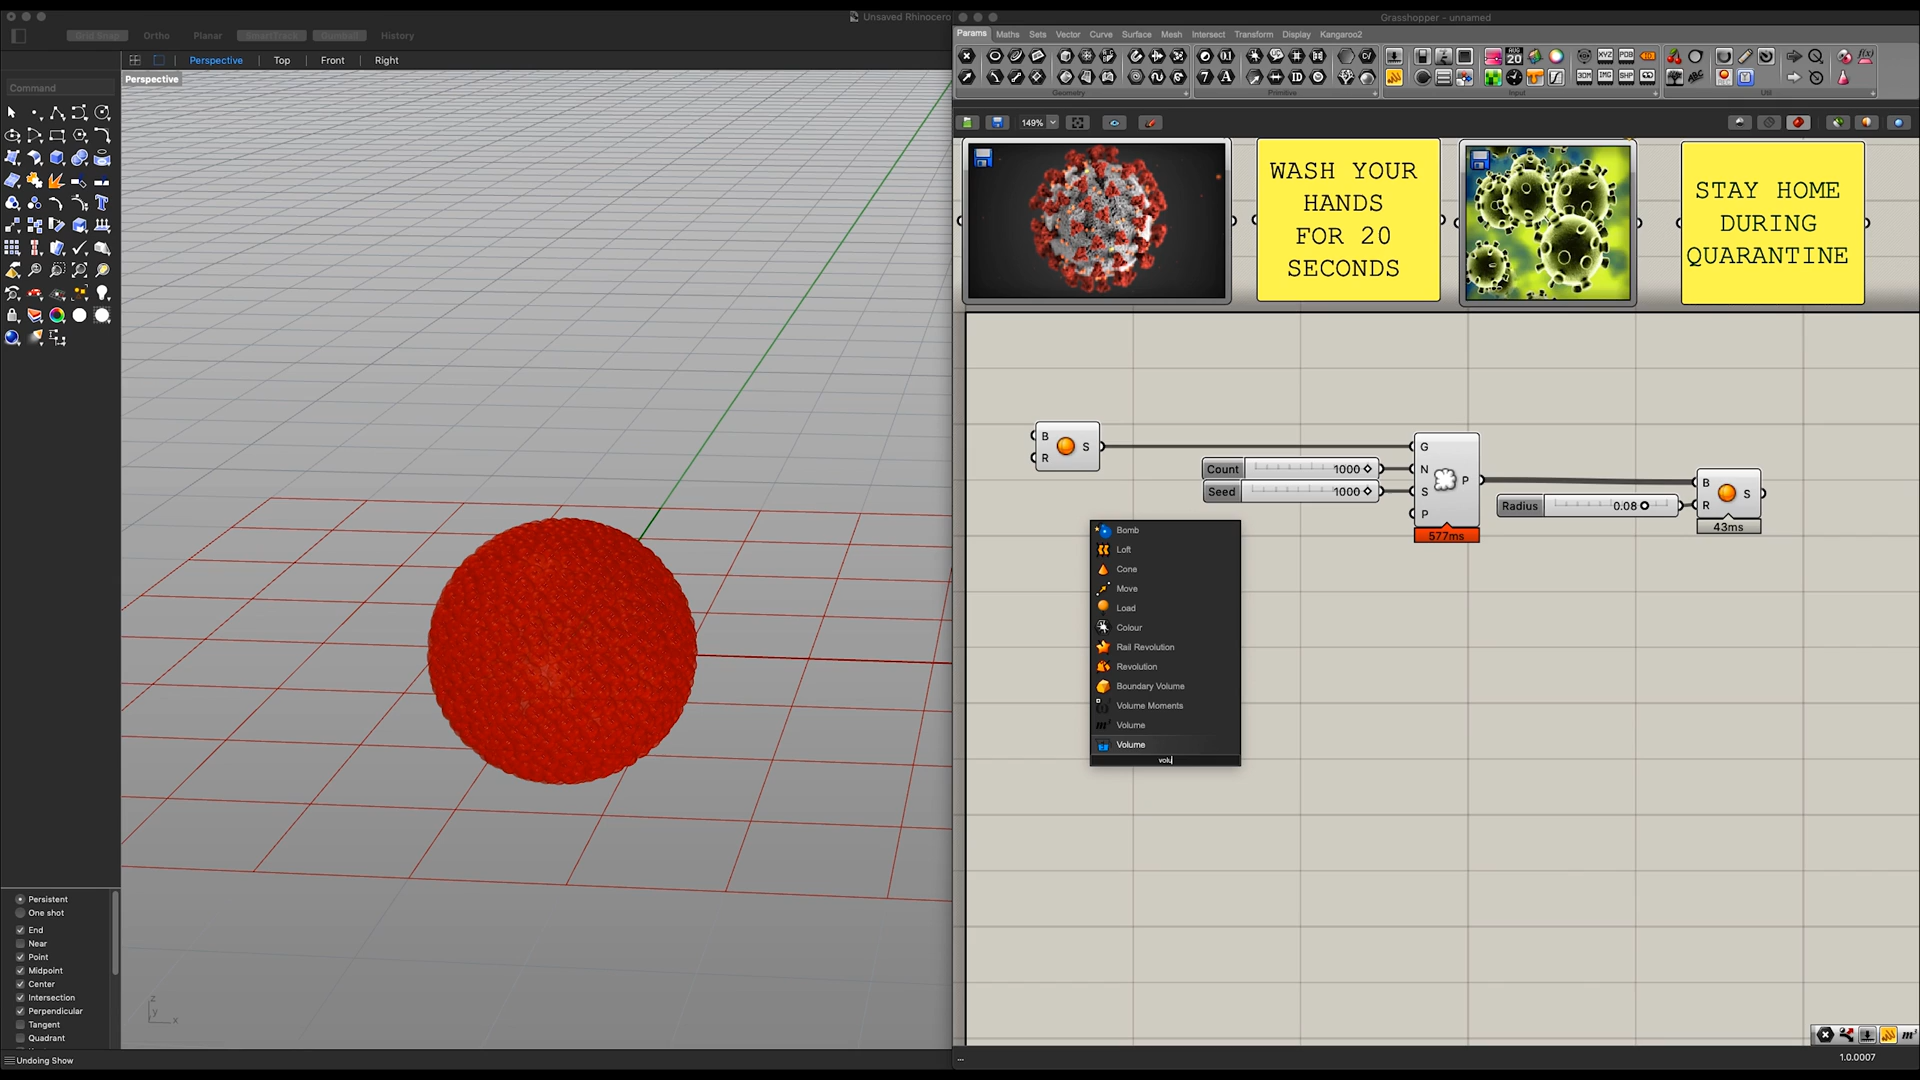 Unsaved Rhinocero
Grid Snap
Ortho
Planar
SmartTrack
Gumball
History
Perspective
Top
Front
Right
Perspective
Command
Persistent
One shot
End
Near
Point
Midpoint
Center
Intersection
Perpendicular
Tangent
Quadrant
Undoing Show
z
y
x
Grasshopper - unnamed
Params
Maths
Sets
Vector
Curve
Surface
Mesh
Intersect
Transform
Display
Kangaroo2
Geometry
Primitive
Input
Util
149%
WASH YOUR
HANDS
FOR 20
SECONDS
STAY HOME
DURING
QUARANTINE
B
R
S
Count
1000
Seed
1000
G
N
S
P
P
577ms
Radius
0.08
B
R
S
43ms
Bomb
Loft
Cone
Move
Load
Colour
Rail Revolution
Revolution
Boundary Volume
Volume Moments
Volume
Volume
volu
...
1.0.0007